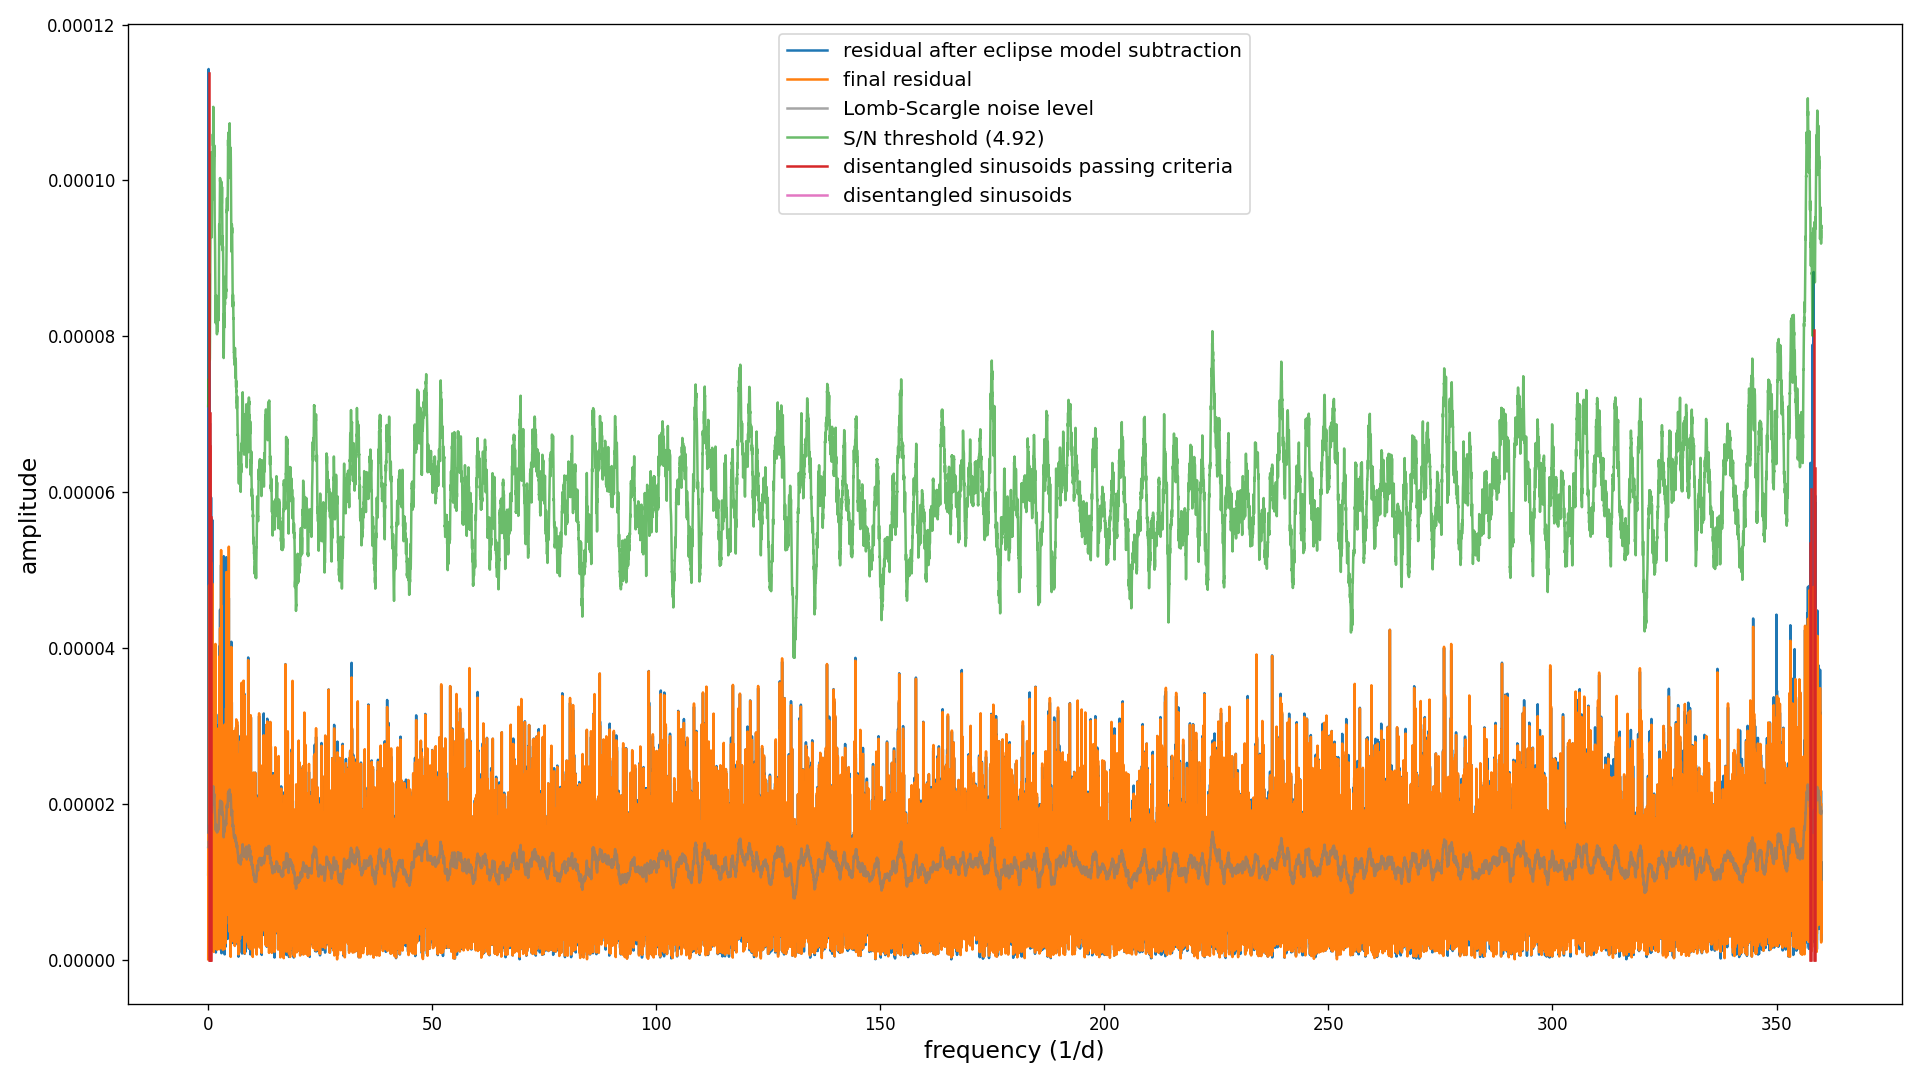 0.00012
0.00010
0.00008
0.00006
0.00004
0.00002
0.00000
amplitude
residual after eclipse model subtraction
final residual
Lomb-Scargle noise level
S/N threshold (4.92)
disentangled sinusoids passing criteria
disentangled sinusoids
0 50 100 150 200 250 300 350
frequency (1/d)